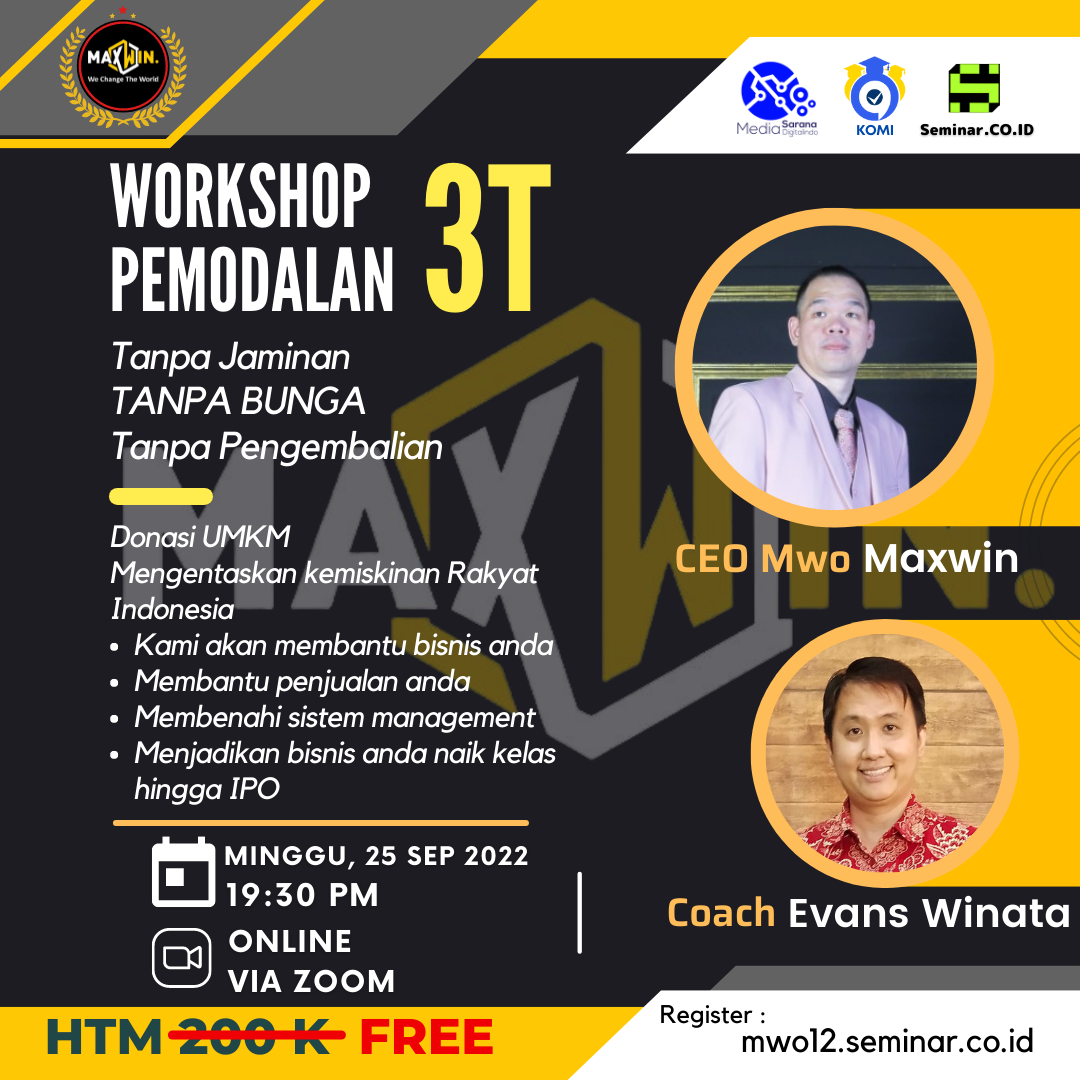 MAXWIN.
We Change The World
Media Sarana Digitalindo
KOMI
Seminar.CO.ID
WORKSHOP
PEMODALAN
3T
Tanpa Jaminan
TANPA BUNGA
Tanpa Pengembalian
MAXWIN.
Donasi UMKM
Mengentaskan kemiskinan Rakyat
Indonesia
• Kami akan membantu bisnis anda
• Membantu penjualan anda
• Membenahi sistem management
• Menjadikan bisnis anda naik kelas
hingga IPO
CEO Mwo Maxwin
Coach Evans Winata
MINGGU, 25 SEP 2022
19:30 PM
ONLINE
VIA ZOOM
HTM 200 K FREE
Register :
mwo12.seminar.co.id